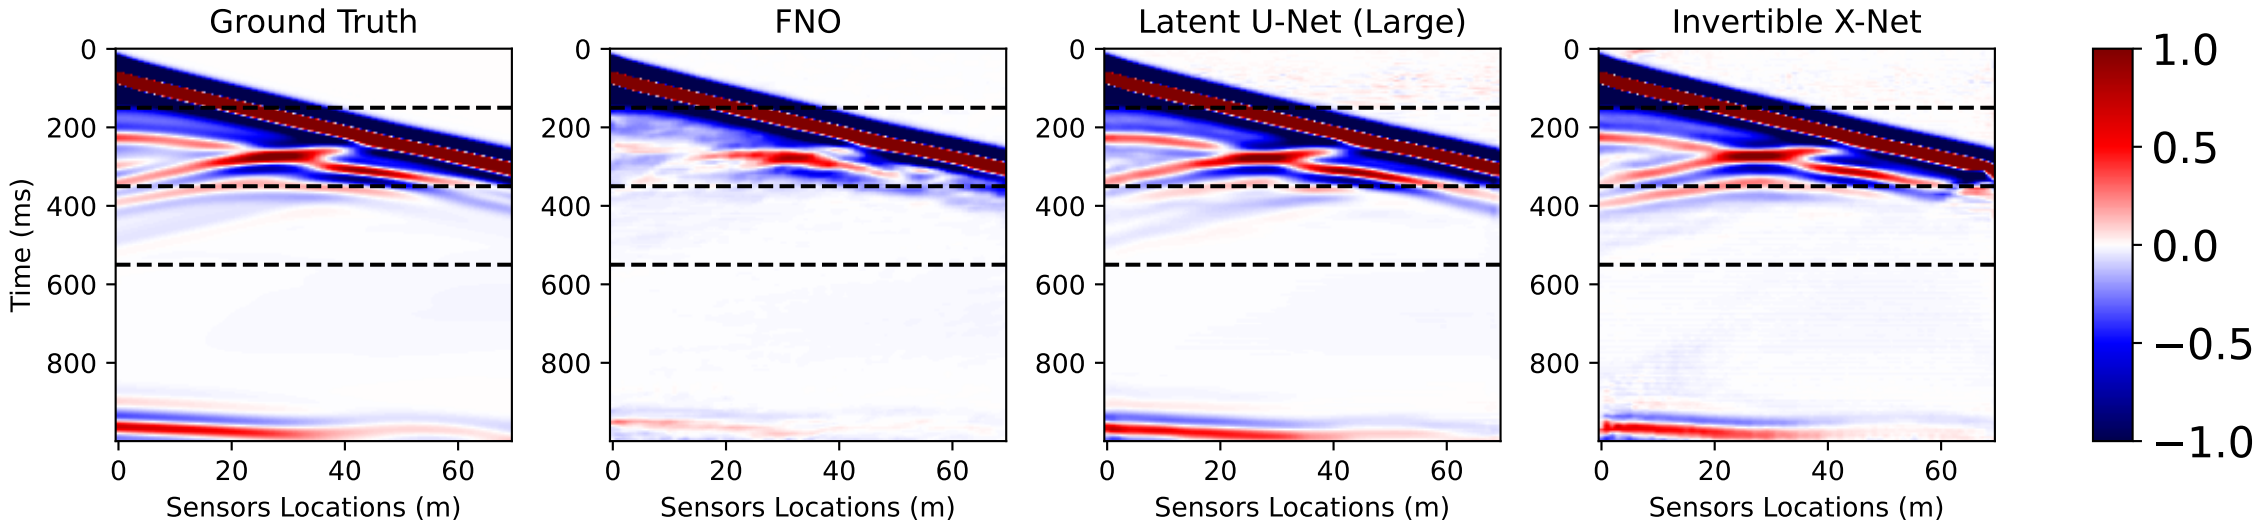 Ground Truth
FNO
Latent U-Net (Large)
Invertible X-Net
Time (ms)
0
200
400
600
800
0 20 40 60
Sensors Locations (m)
0
200
400
600
800
0 20 40 60
Sensors Locations (m)
0
200
400
600
800
0 20 40 60
Sensors Locations (m)
0
200
400
600
800
0 20 40 60
Sensors Locations (m)
1.0
0.5
0.0
−0.5
−1.0